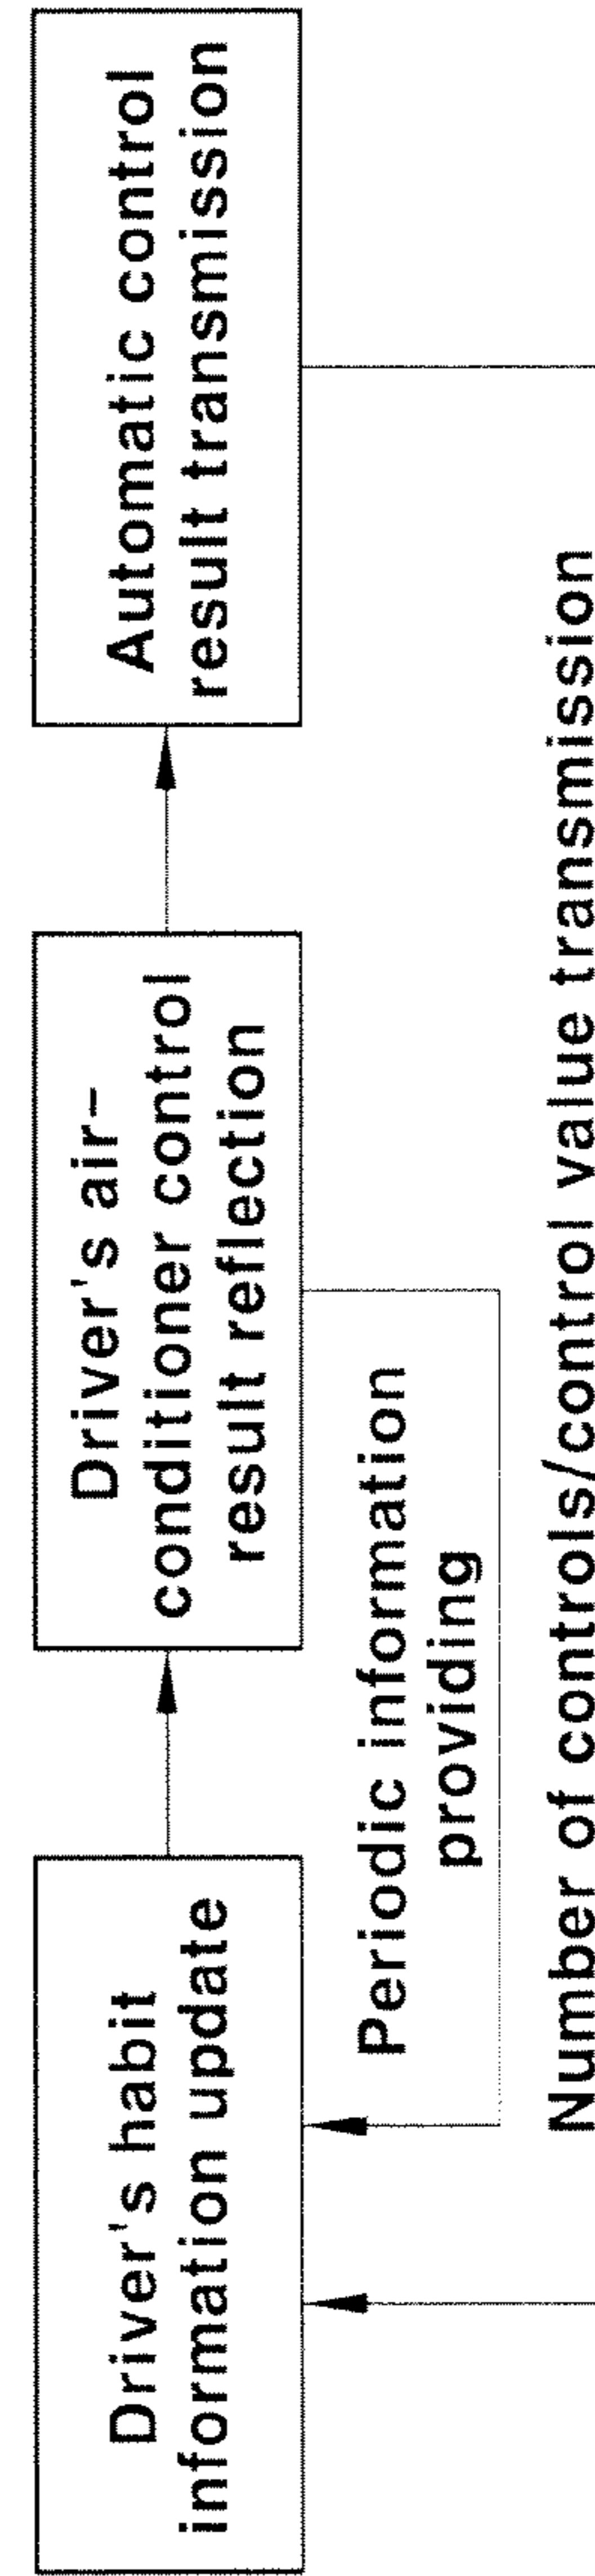 Driver's habit
information update
Driver's air-
conditioner control
result reflection
Automatic control
result transmission
Periodic information
providing
Number of controls/control value transmission